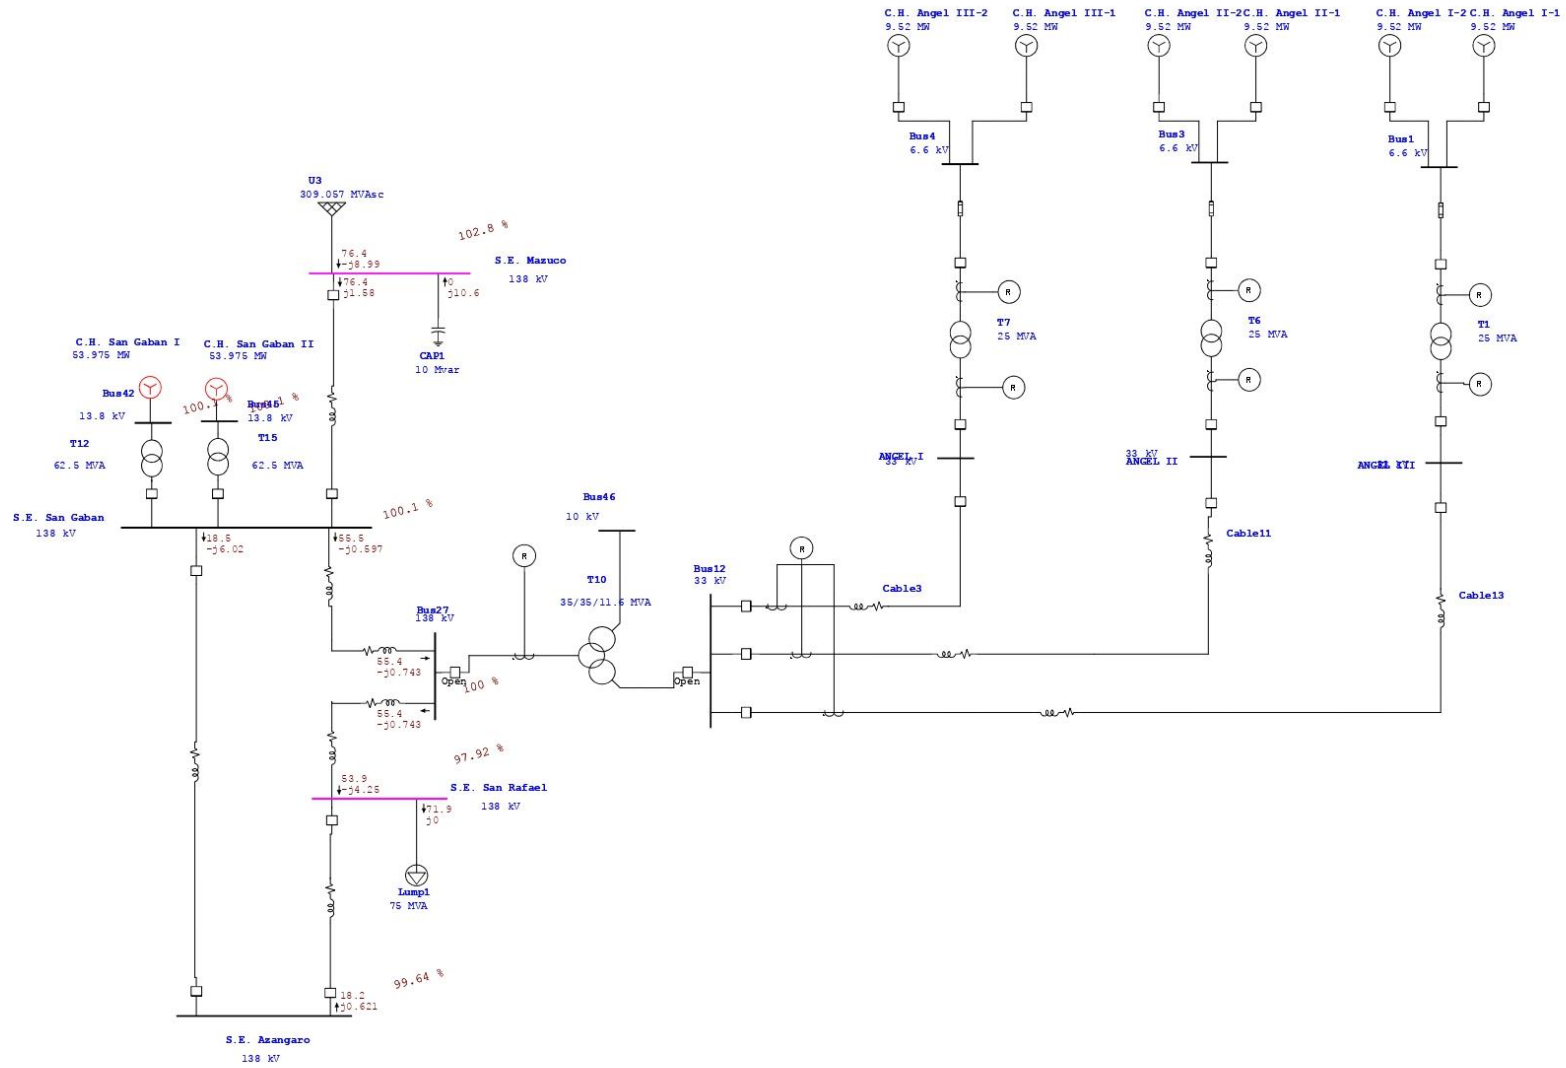 C.H. Angel III-2
9.52 MW
C.H. Angel III-1
9.52 MW
C.H. Angel II-2
9.52 MW
C.H. Angel II-1
9.52 MW
C.H. Angel I-2
9.52 MW
C.H. Angel I-1
9.52 MW
Bus4
6.6 kV
Bus3
6.6 kV
Bus1
6.6 kV
U3
309.057 MVAsc
102.8 %
76.4
-j8.99
S.E. Mazuco
138 kV
76.4
j1.58
0
j10.6
CAP1
10 Mvar
R
R
R
T7
25 MVA
T6
25 MVA
T1
25 MVA
R
R
R
C.H. San Gaban I
53.975 MW
C.H. San Gaban II
53.975 MW
Bus42
13.8 kV
100.1 %
13.8 kV
T12
62.5 MVA
T15
62.5 MVA
ANGEL I
33 kV
33 kV
ANGEL II
ANGEL III
S.E. San Gaban
138 kV
100.1 %
18.5
-j6.02
55.5
-j0.597
Bus46
10 kV
R
T10
35/35/11.6 MVA
Bus12
33 kV
R
Cable3
Cable11
Cable13
Bus27
138 kV
55.4
-j0.743
Open
100 %
Open
55.4
-j0.743
97.92 %
53.9
-j4.25
S.E. San Rafael
138 kV
71.9
j0
Lump1
75 MVA
99.64 %
18.2
j0.621
S.E. Azangaro
138 kV